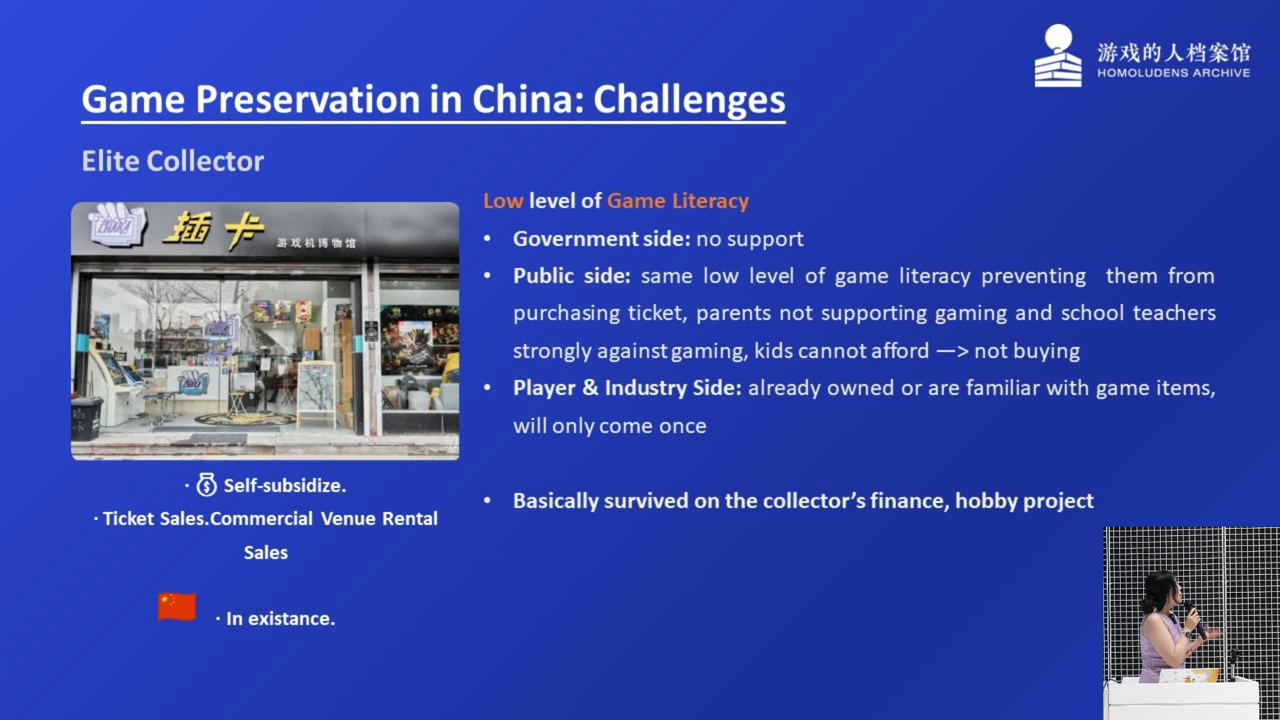 游戏的人档案馆
HOMOLUDENS ARCHIVE
Game Preservation in China: Challenges
Elite Collector
CHAKA
插卡
游戏机博物馆
· Self-subsidize.
· Ticket Sales.Commercial Venue Rental
Sales
· In existance.
Low level of Game Literacy
• Government side: no support
• Public side: same low level of game literacy preventing them from
purchasing ticket, parents not supporting gaming and school teachers
strongly against gaming, kids cannot afford —> not buying
• Player & Industry Side: already owned or are familiar with game items,
will only come once
• Basically survived on the collector’s finance, hobby project